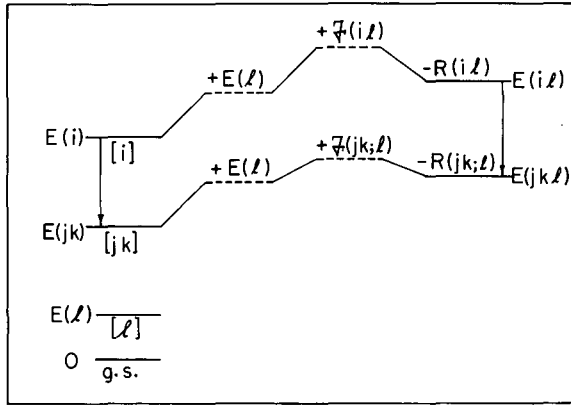 +ℱ(iℓ)
+E(ℓ) -R(iℓ) E(iℓ)
E(i) [i]
+ℱ(jk;ℓ)
+E(ℓ) -R(jk;ℓ) E(jkℓ)
E(jk) [jk]
E(ℓ) [ℓ]
0 g.s.